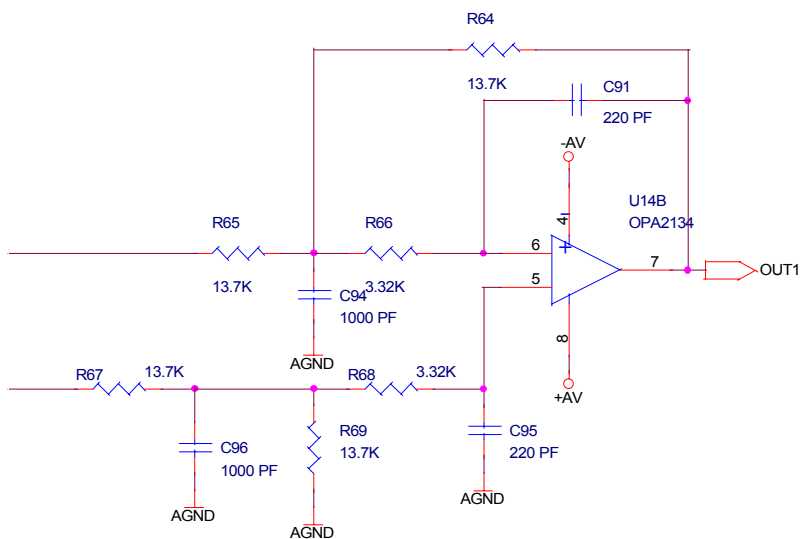 R64
13.7K
C91
220 PF
-AV
U14B
OPA2134
4
R65
R66
6
5
7
OUT1
13.7K
C94
3.32K
1000 PF
AGND
8
+AV
R67
13.7K
R68
3.32K
C96
1000 PF
R69
13.7K
C95
220 PF
AGND
AGND
AGND